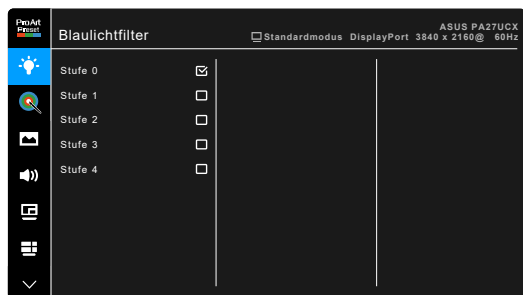 ProArt
Preset
Blaulichtfilter
ASUS PA27UCX
Standardmodus DisplayPort 3840 x 2160@ 60Hz
Stufe 0
Stufe 1
Stufe 2
Stufe 3
Stufe 4